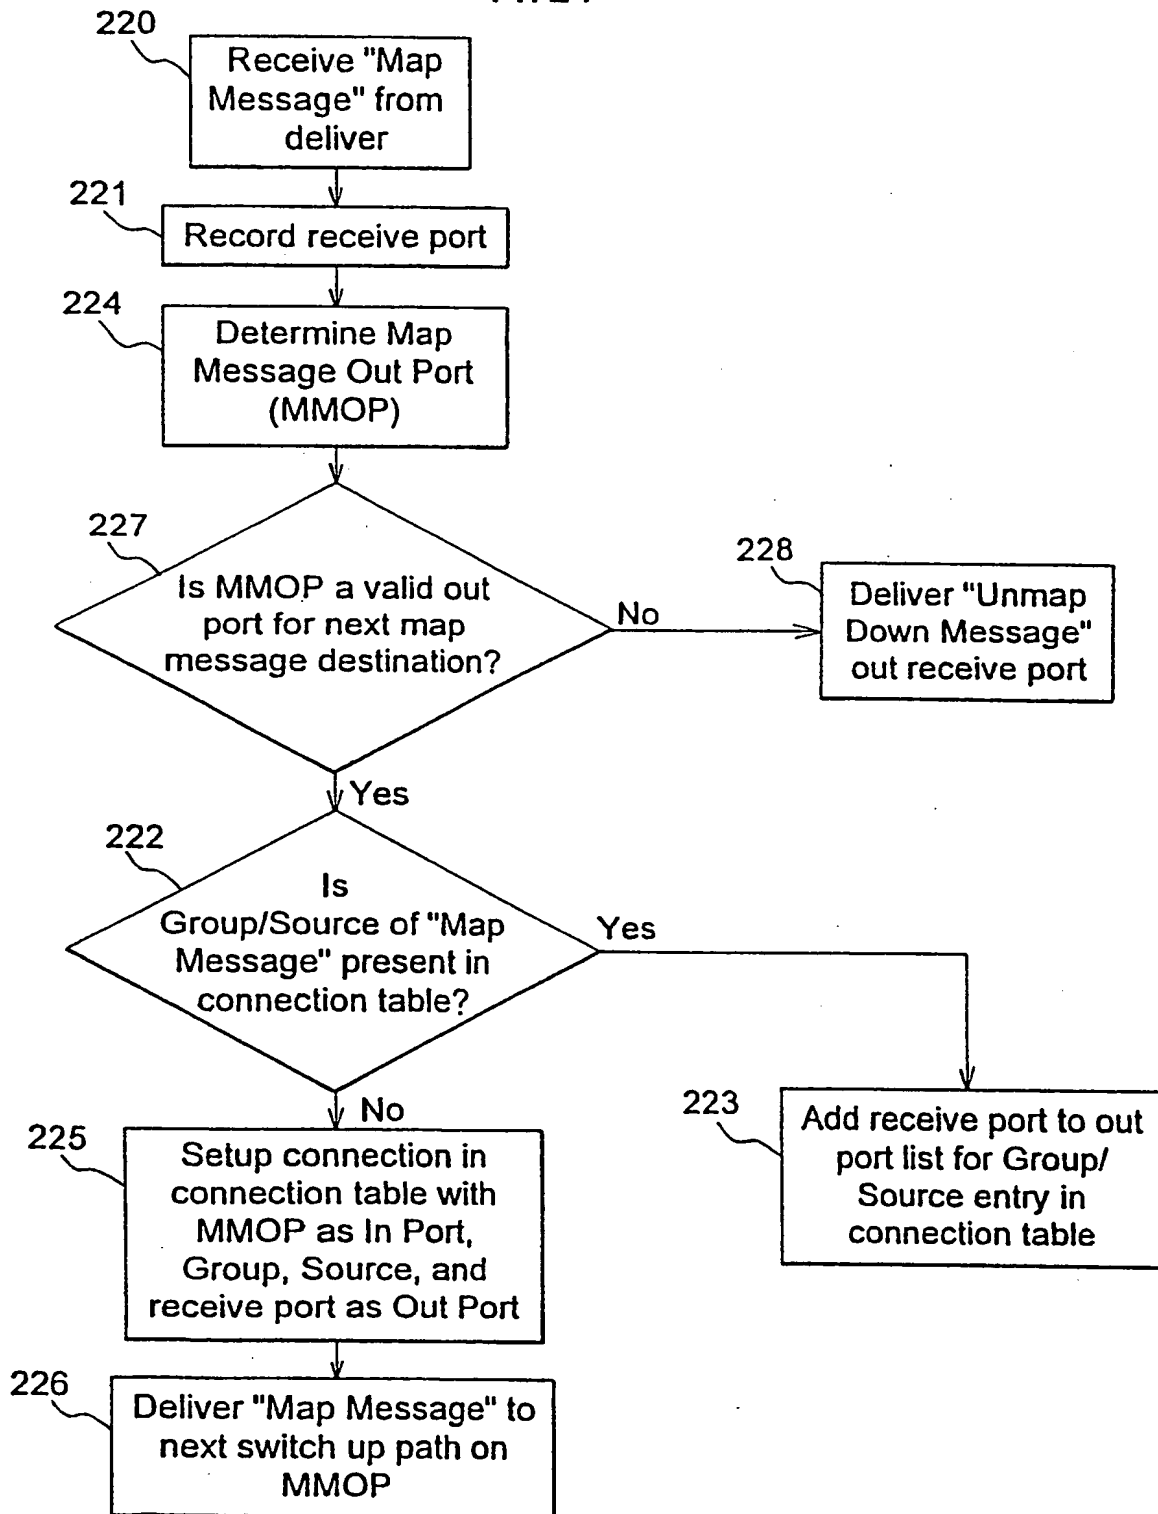 220
Receive "Map
Message" from
deliver
221
Record receive port
224
Determine Map
Message Out Port
(MMOP)
227
Is MMOP a valid out
port for next map
message destination?
No
228
Deliver "Unmap
Down Message"
out receive port
Yes
222
Is
Group/Source of "Map
Message" present in
connection table?
Yes
223
Add receive port to out
port list for Group/
Source entry in
connection table
No
225
Setup connection in
connection table with
MMOP as In Port,
Group, Source, and
receive port as Out Port
226
Deliver "Map Message" to
next switch up path on
MMOP